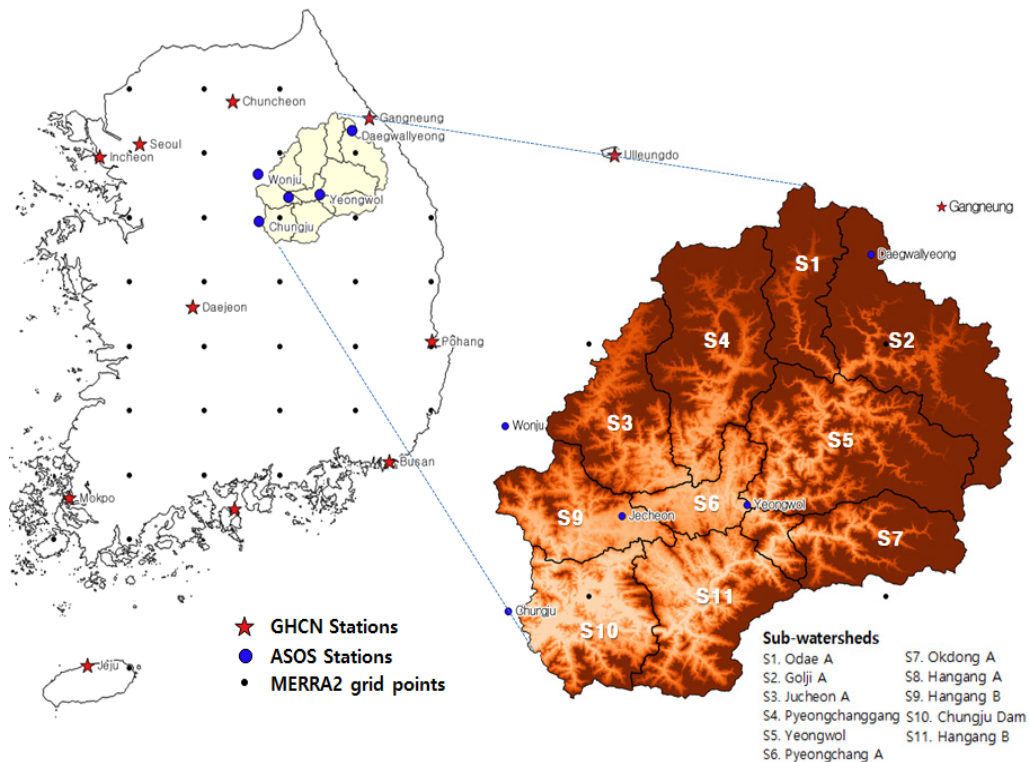 Chuncheon
Gangneung
Daegwallyeong
Seoul
Incheon
Ulleungdo
Wonju
Yeongwol
Chungju
Daejeon
Pohang
Busan
Mokpo
Jeju
GHCN Stations
ASOS Stations
MERRA2 grid points
Gangneung
Daegwallyeong
S1
S2
S4
S3
S5
Wonju
S6
Yeongwol
S9
Jecheon
S7
S11
Chungju
S10
Sub-watersheds
S1. Odae A
S2. Golji A
S3. Jucheon A
S4. Pyeongchanggang
S5. Yeongwol
S6. Pyeongchang A
S7. Okdong A
S8. Hangang A
S9. Hangang B
S10. Chungju Dam
S11. Hangang B